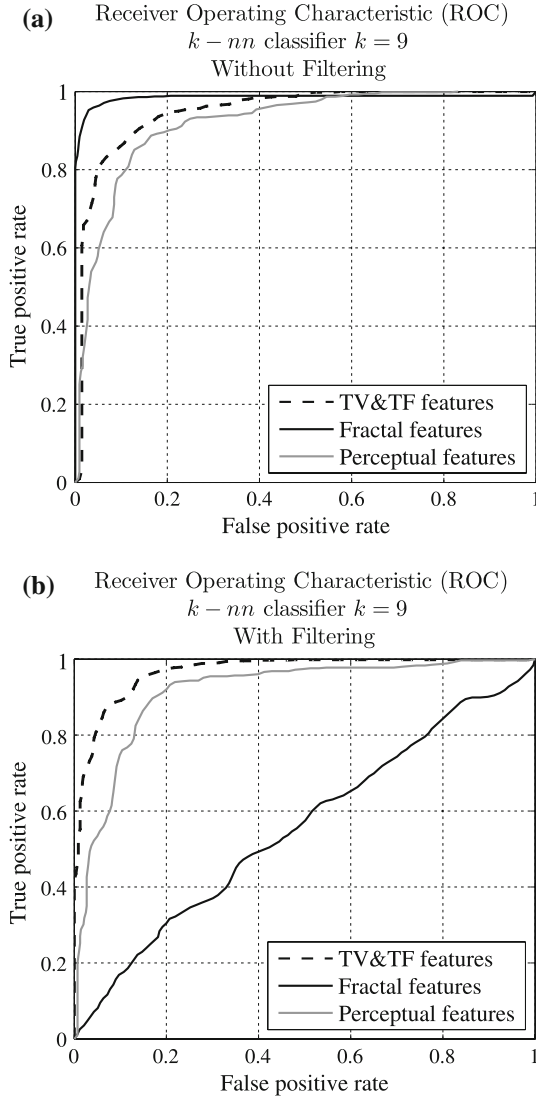 (a)
Receiver Operating Characteristic (ROC)
k − nn classifier k = 9
Without Filtering
1
0.8
0.6
0.4
0.2
0
True positive rate
TV&TF features
Fractal features
Perceptual features
0 0.2 0.4 0.6 0.8 1
False positive rate
(b)
Receiver Operating Characteristic (ROC)
k − nn classifier k = 9
With Filtering
1
0.8
0.6
0.4
0.2
0
True positive rate
TV&TF features
Fractal features
Perceptual features
0 0.2 0.4 0.6 0.8 1
False positive rate